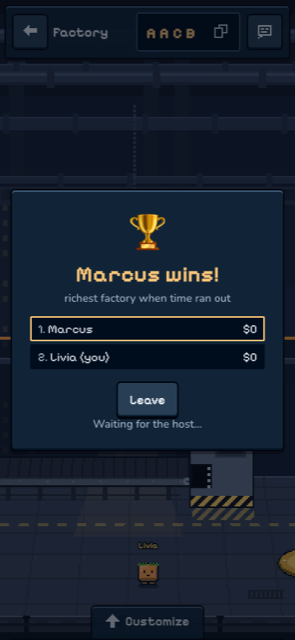 Factory
AACB
Marcus wins!
richest factory when time ran out
1. Marcus $0
2. Livia (you) $0
Leave
Waiting for the host...
Livia
Customize